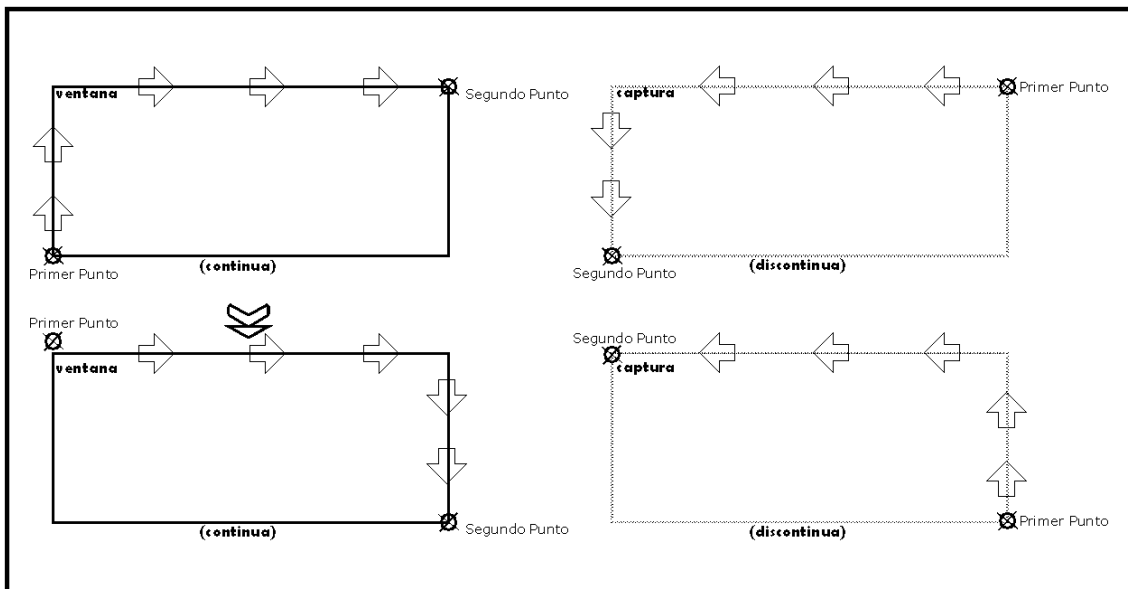 ventana
Segundo Punto
Primer Punto
(continua)
captura
Primer Punto
Segundo Punto
(discontinua)
Primer Punto
ventana
(continua)
Segundo Punto
Segundo Punto
captura
(discontinua)
Primer Punto